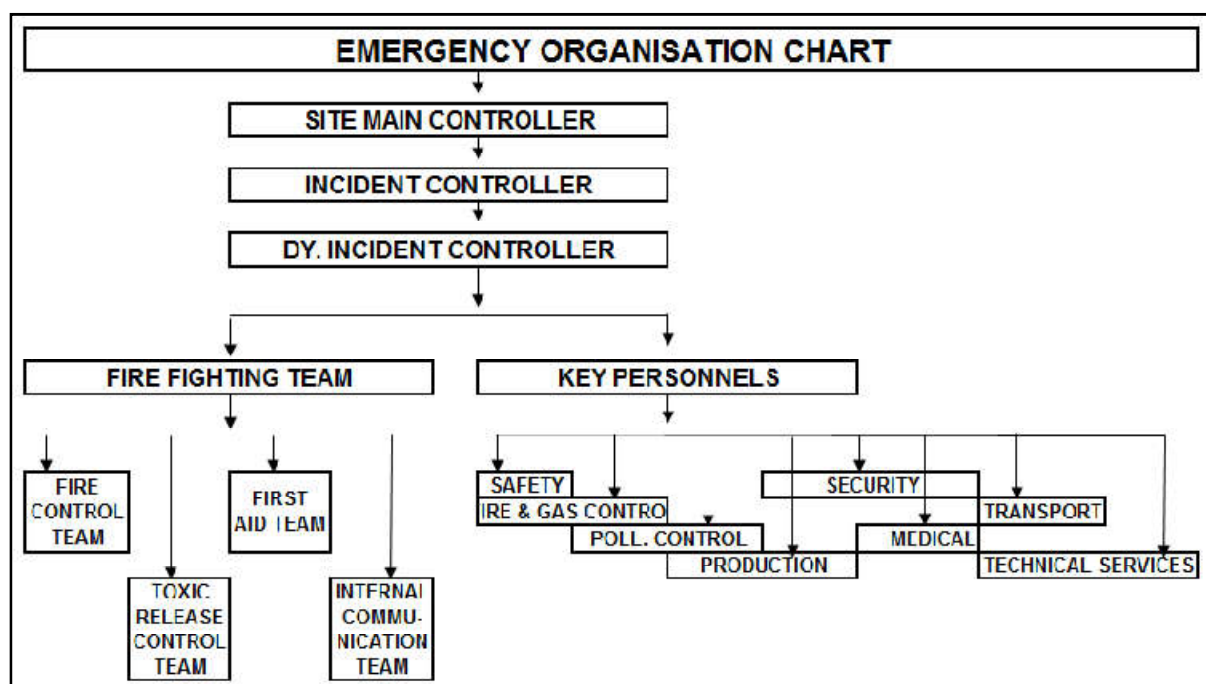 EMERGENCY ORGANISATION CHART
SITE MAIN CONTROLLER
INCIDENT CONTROLLER
DY. INCIDENT CONTROLLER
FIRE FIGHTING TEAM
KEY PERSONNELS
FIRE
CONTROL
TEAM
FIRST
AID TEAM
TOXIC
RELEASE
CONTROL
TEAM
INTERNAL
COMMU-
NICATION
TEAM
SAFETY
IRE & GAS CONTRO
POLL. CONTROL
PRODUCTION
SECURITY
MEDICAL
TRANSPORT
TECHNICAL SERVICES